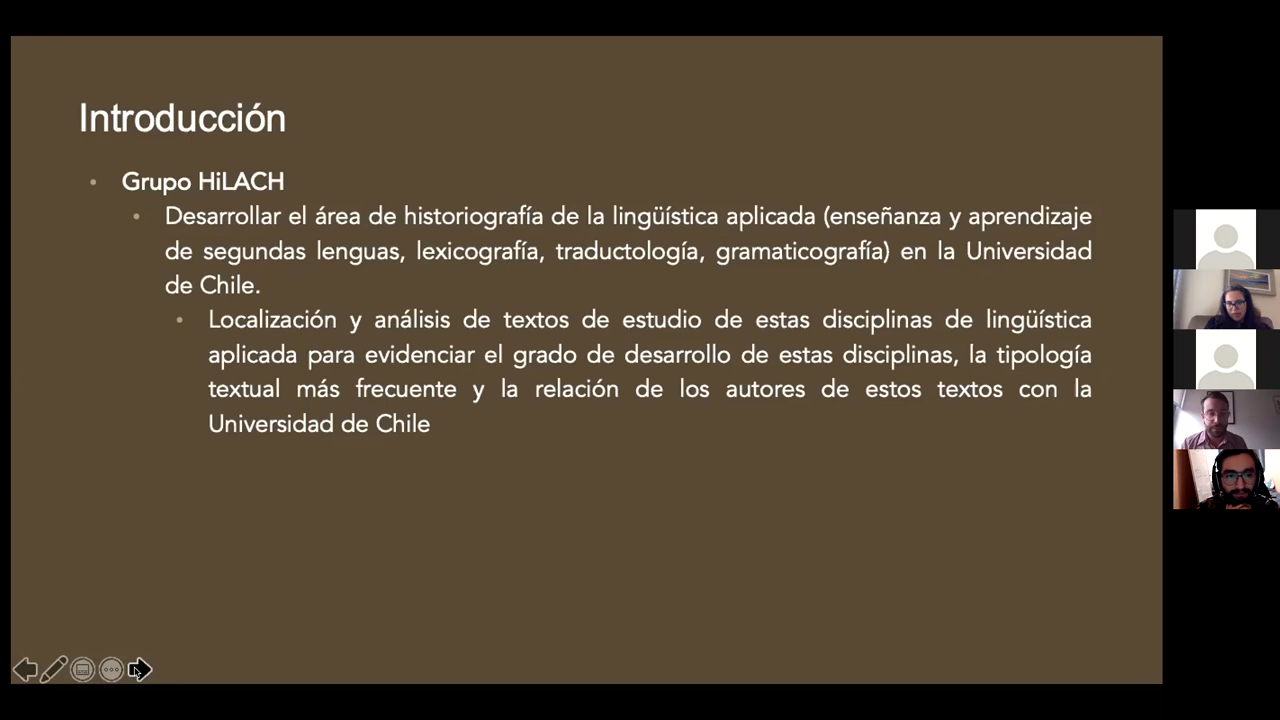 Introducción
• Grupo HiLACH
• Desarrollar el área de historiografía de la lingüística aplicada (enseñanza y aprendizaje
de segundas lenguas, lexicografía, traductología, gramaticografía) en la Universidad
de Chile.
• Localización y análisis de textos de estudio de estas disciplinas de lingüística
aplicada para evidenciar el grado de desarrollo de estas disciplinas, la tipología
textual más frecuente y la relación de los autores de estos textos con la
Universidad de Chile